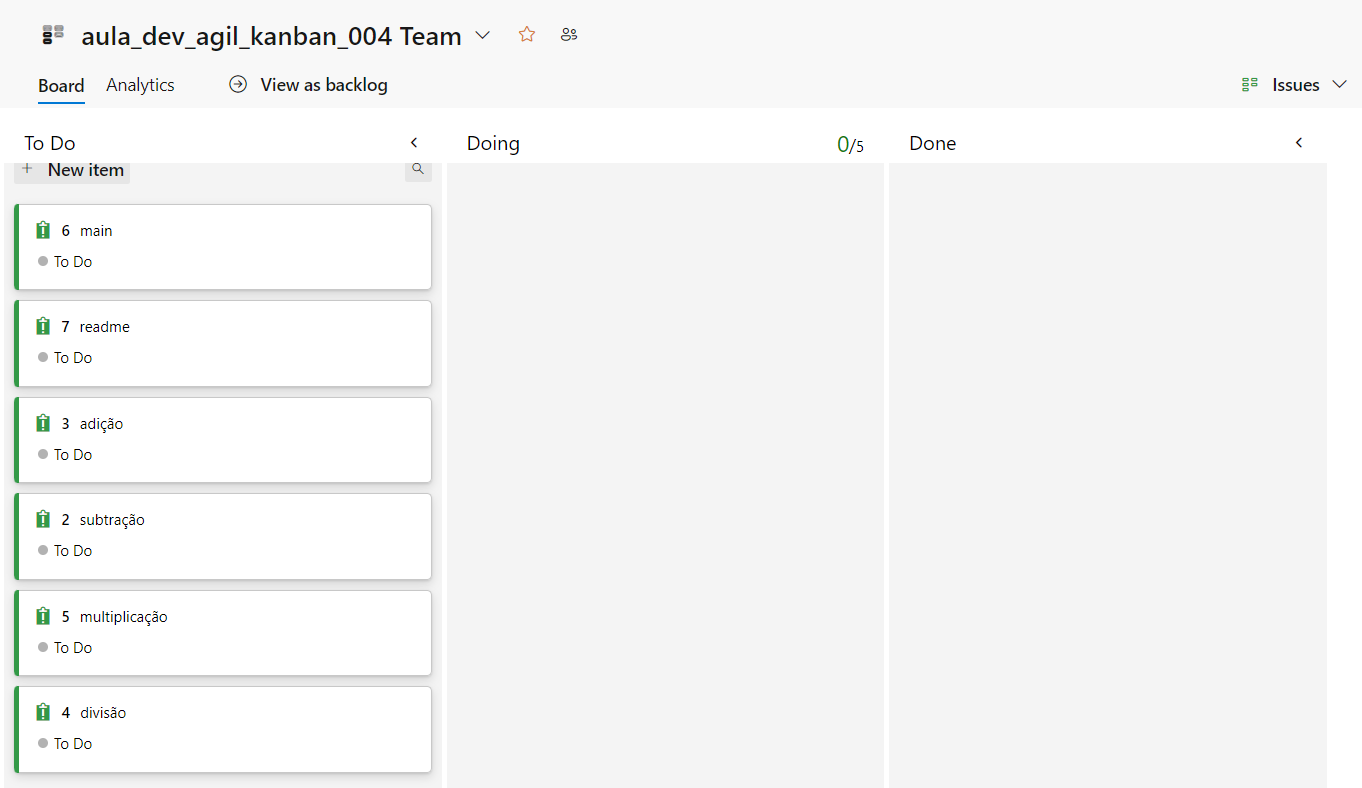 aula_dev_agil_kanban_004 Team
Board Analytics View as backlog Issues
To Do Doing 0/5 Done
+ New item
6 main
To Do
7 readme
To Do
3 adição
To Do
2 subtração
To Do
5 multiplicação
To Do
4 divisão
To Do